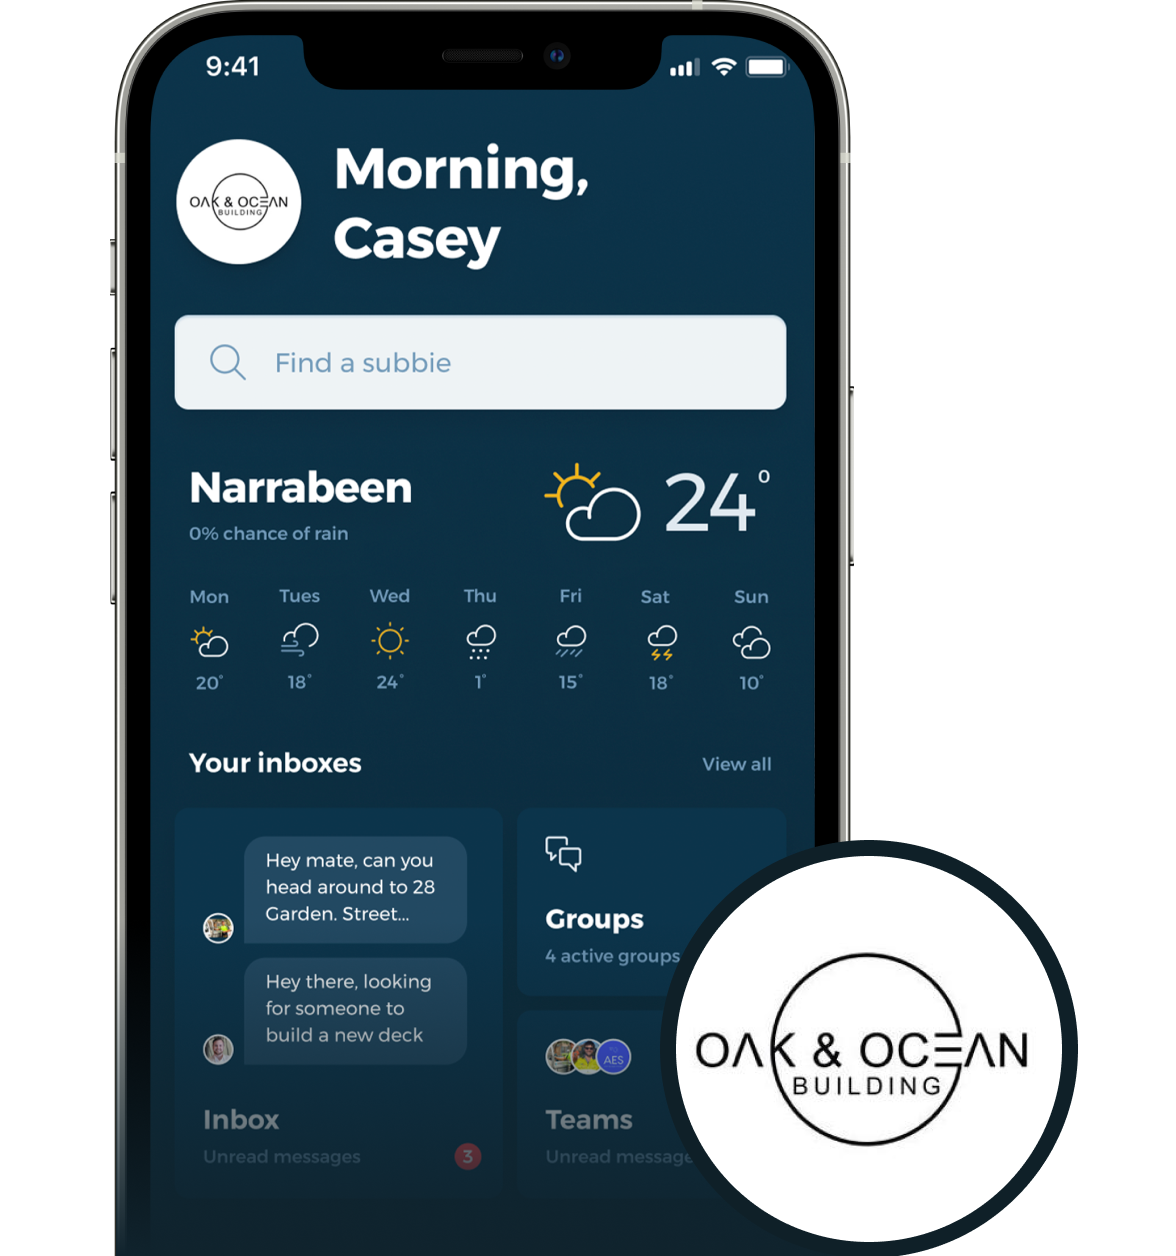 9:41
OAK & OCEAN
BUILDING
Morning,
Casey
Find a subbie
Narrabeen
0% chance of rain
24°
Mon Tues Wed Thu Fri Sat Sun
20° 18° 24° 1° 15° 18° 10°
Your inboxes
View all
Hey mate, can you
head around to 28
Garden. Street...
Hey there, looking
for someone to
build a new deck
Inbox
Unread messages
3
Groups
4 active groups
AES
Teams
Unread message
OAK & OCEAN
BUILDING